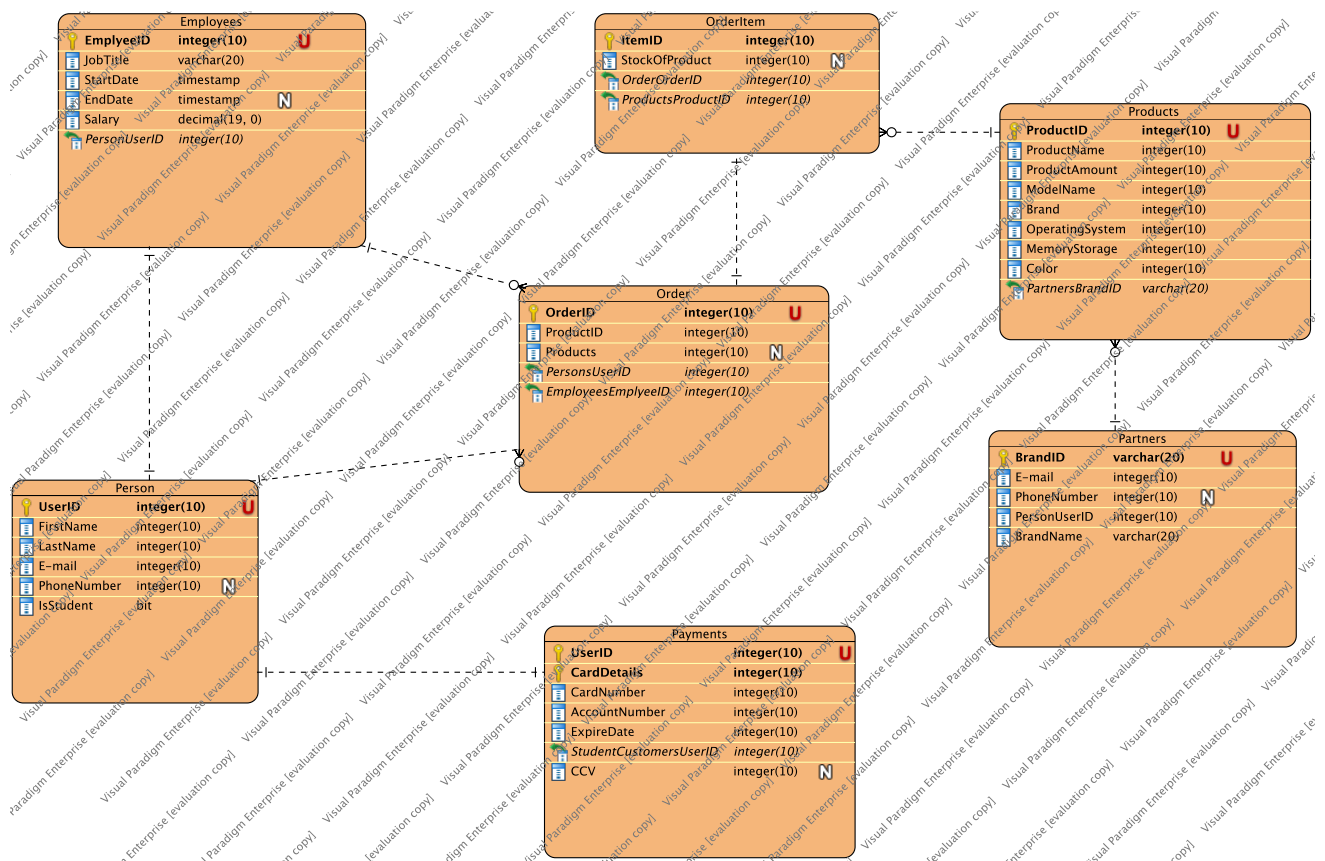 Employees
EmplyeeID integer(10) U
JobTitle varchar(20)
StartDate timestamp
EndDate timestamp N
Salary decimal(19, 0)
PersonUserID integer(10)
OrderItem
ItemID integer(10)
StockOfProduct integer(10) N
OrderOrderID integer(10)
ProductsProductID integer(10)
Products
ProductID integer(10) U
ProductName integer(10)
ProductAmount integer(10)
ModelName integer(10)
Brand integer(10)
OperatingSystem integer(10)
MemoryStorage integer(10)
Color integer(10)
PartnersBrandID varchar(20)
Order
OrderID integer(10) U
ProductID integer(10)
Products integer(10) N
PersonsUserID integer(10)
EmployeesEmplyeeID integer(10)
Partners
BrandID varchar(20) U
E-mail integer(10)
PhoneNumber integer(10) N
PersonUserID integer(10)
BrandName varchar(20)
Person
UserID integer(10) U
FirstName integer(10)
LastName integer(10)
E-mail integer(10)
PhoneNumber integer(10) N
IsStudent bit
Payments
UserID integer(10) U
CardDetails integer(10)
CardNumber integer(10)
AccountNumber integer(10)
ExpireDate integer(10)
StudentCustomersUserID integer(10)
CCV integer(10) N
Visual Paradigm Enterprise [evaluation copy]